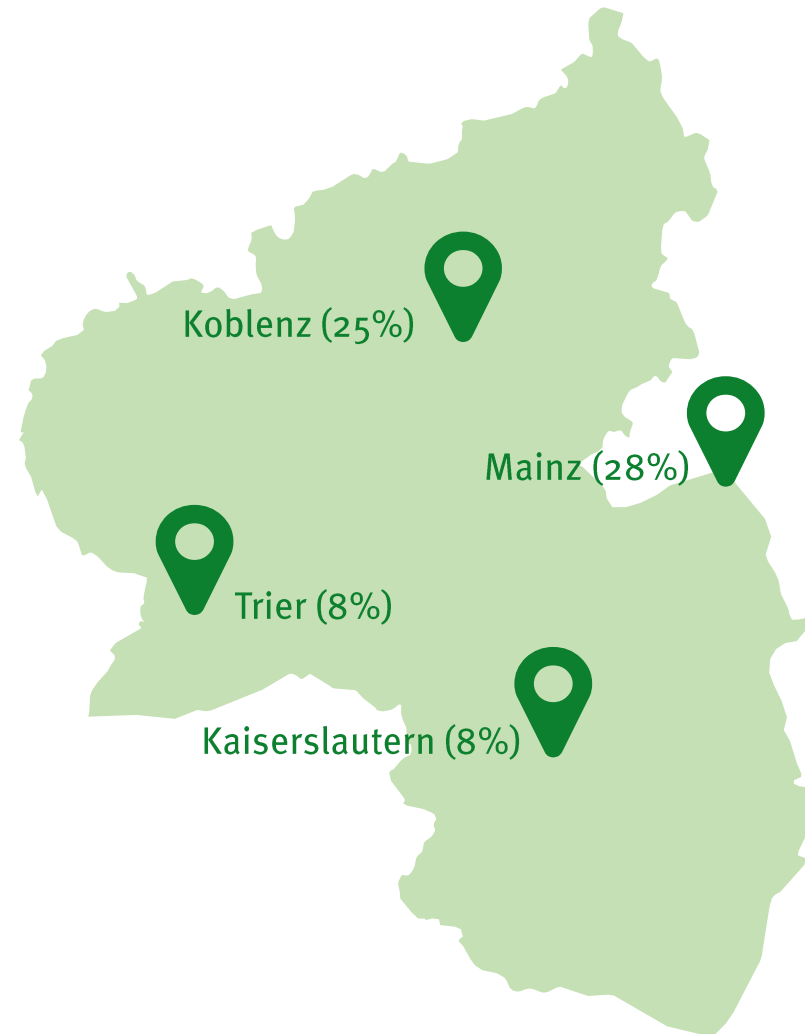 Koblenz (25%)
Mainz (28%)
Trier (8%)
Kaiserslautern (8%)